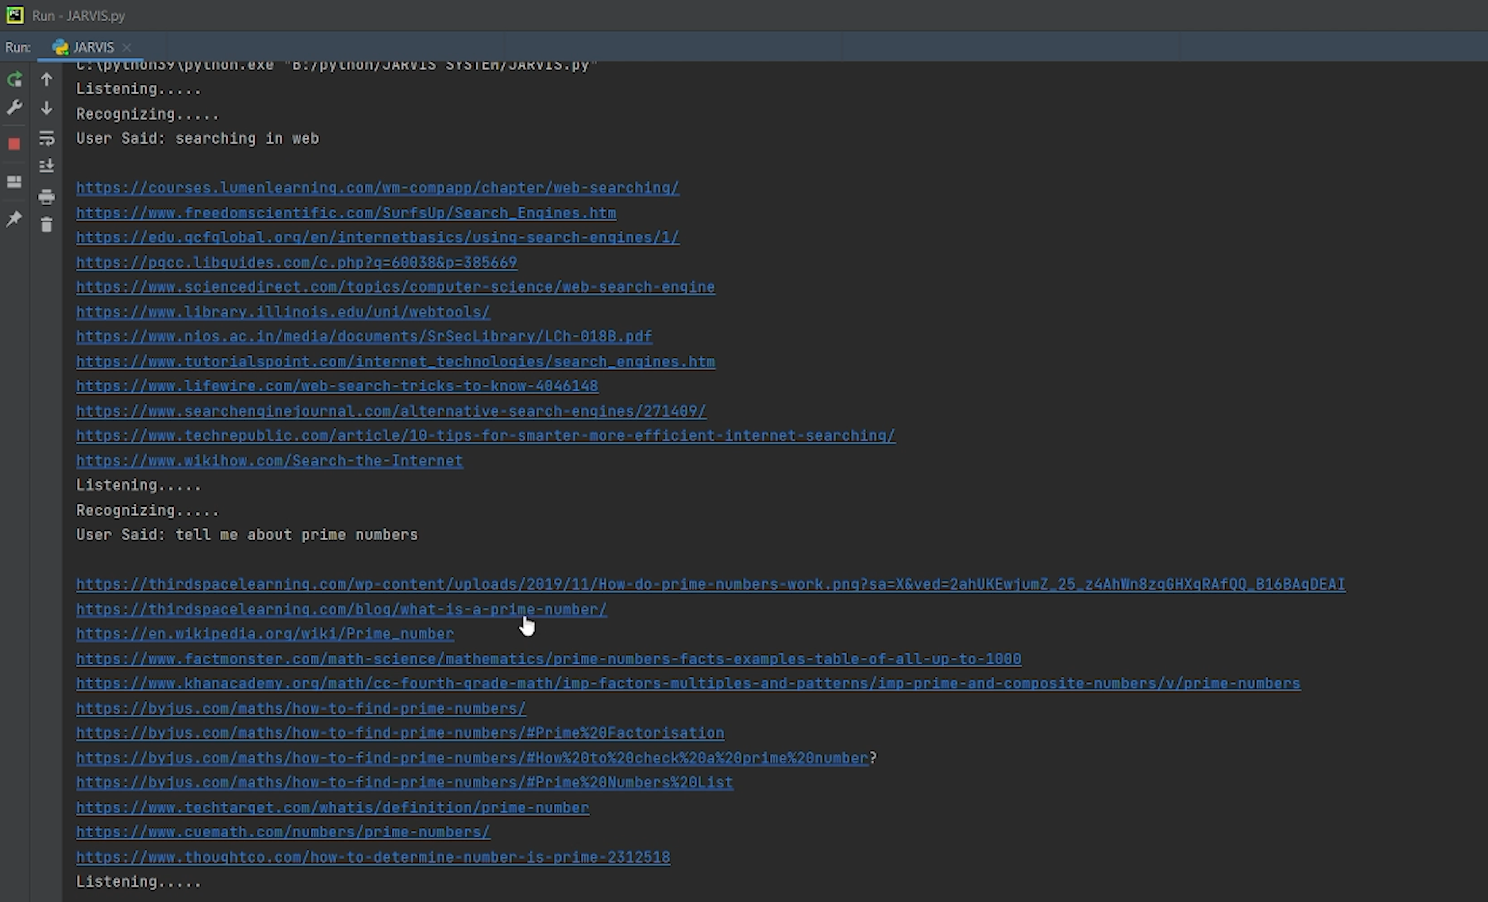 Run - JARVIS.py
Run: JARVIS
C:\python39\python.exe "B:/python/JARVIS SYSTEM/JARVIS.py"
Listening.....
Recognizing.....
User Said: searching in web
https://courses.lumenlearning.com/wm-compapp/chapter/web-searching/
https://www.freedomscientific.com/SurfsUp/Search_Engines.htm
https://edu.gcfglobal.org/en/internetbasics/using-search-engines/1/
https://pgcc.libguides.com/c.php?g=60038&p=385669
https://www.sciencedirect.com/topics/computer-science/web-search-engine
https://www.library.illinois.edu/uni/webtools/
https://www.nios.ac.in/media/documents/SrSecLibrary/LCh-018B.pdf
https://www.tutorialspoint.com/internet_technologies/search_engines.htm
https://www.lifewire.com/web-search-tricks-to-know-4046148
https://www.searchenginejournal.com/alternative-search-engines/271409/
https://www.techrepublic.com/article/10-tips-for-smarter-more-efficient-internet-searching/
https://www.wikihow.com/Search-the-Internet
Listening.....
Recognizing.....
User Said: tell me about prime numbers
https://thirdspacelearning.com/wp-content/uploads/2019/11/How-do-prime-numbers-work.png?sa=X&ved=2ahUKEwjumZ_25_z4AhWn8zgGHXqRAfQQ_B16BAgDEAI
https://thirdspacelearning.com/blog/what-is-a-prime-number/
https://en.wikipedia.org/wiki/Prime_number
https://www.factmonster.com/math-science/mathematics/prime-numbers-facts-examples-table-of-all-up-to-1000
https://www.khanacademy.org/math/cc-fourth-grade-math/imp-factors-multiples-and-patterns/imp-prime-and-composite-numbers/v/prime-numbers
https://byjus.com/maths/how-to-find-prime-numbers/
https://byjus.com/maths/how-to-find-prime-numbers/#Prime%20Factorisation
https://byjus.com/maths/how-to-find-prime-numbers/#How%20to%20check%20a%20prime%20number?
https://byjus.com/maths/how-to-find-prime-numbers/#Prime%20Numbers%20List
https://www.techtarget.com/whatis/definition/prime-number
https://www.cuemath.com/numbers/prime-numbers/
https://www.thoughtco.com/how-to-determine-number-is-prime-2312518
Listening.....